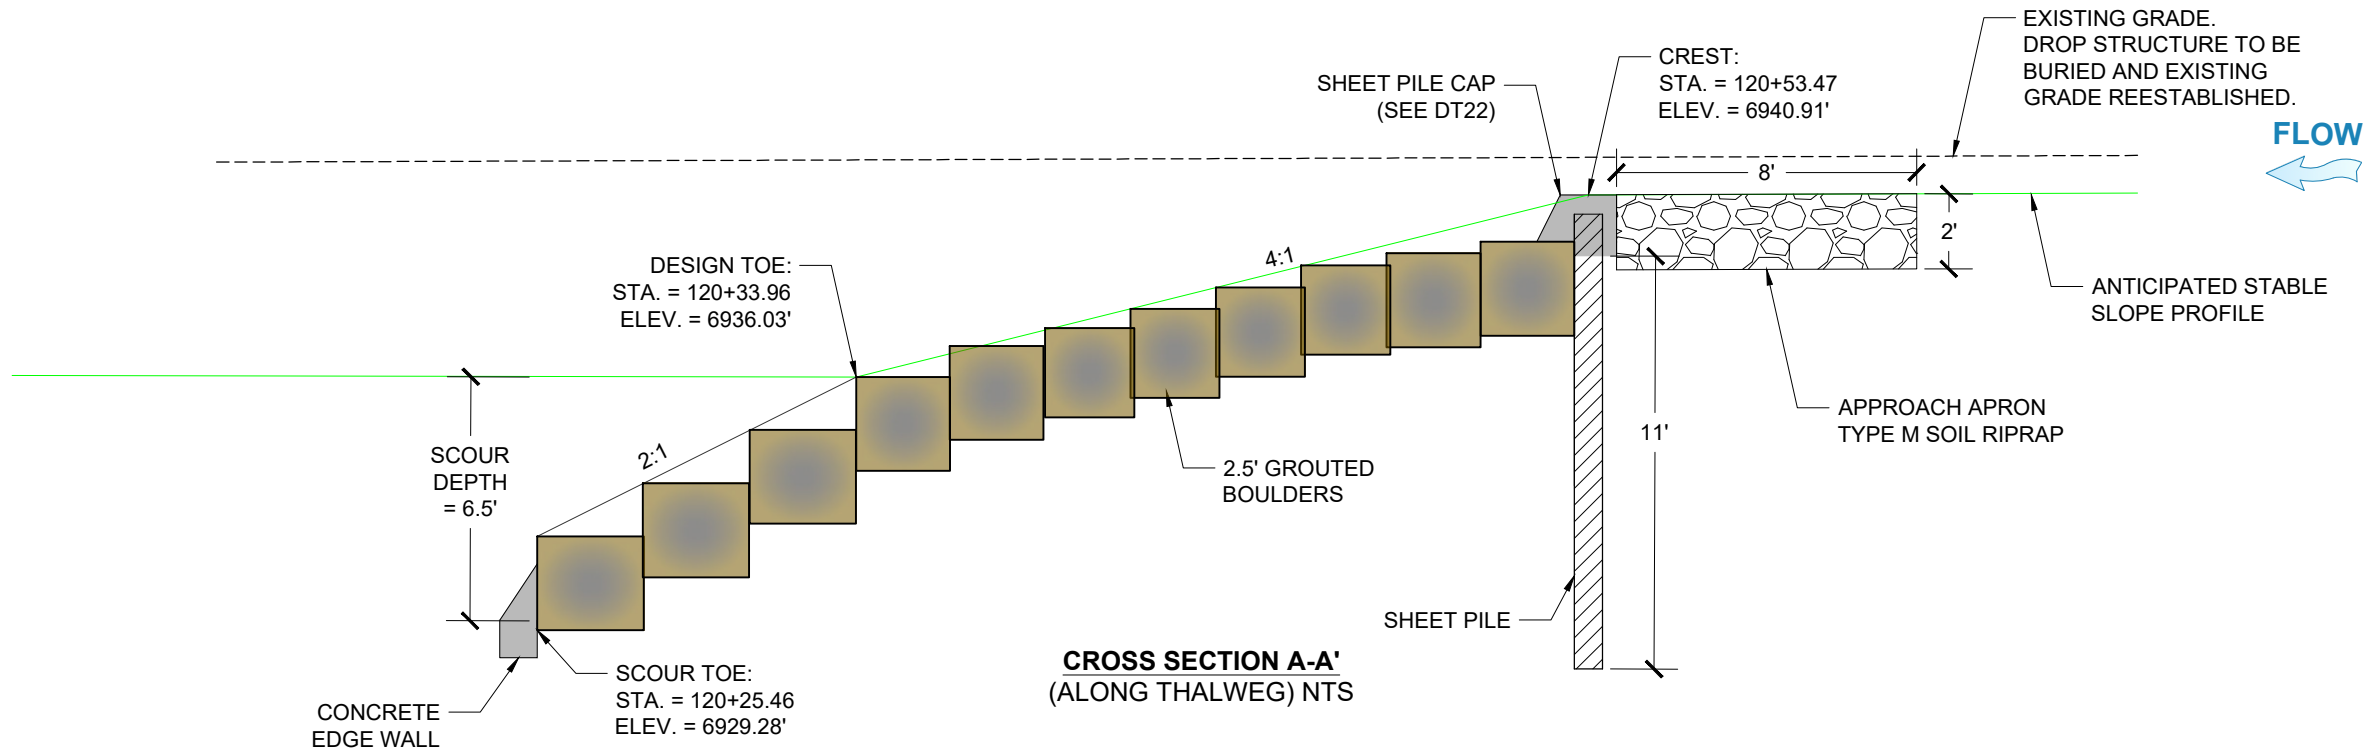 EXISTING GRADE.
DROP STRUCTURE TO BE
BURIED AND EXISTING
GRADE REESTABLISHED.
FLOW
CREST:
STA. = 120+53.47
ELEV. = 6940.91'
SHEET PILE CAP
(SEE DT22)
8'
2'
4:1
DESIGN TOE:
STA. = 120+33.96
ELEV. = 6936.03'
ANTICIPATED STABLE
SLOPE PROFILE
APPROACH APRON
TYPE M SOIL RIPRAP
11'
2:1
SCOUR
DEPTH
= 6.5'
2.5' GROUTED
BOULDERS
SHEET PILE
SCOUR TOE:
STA. = 120+25.46
ELEV. = 6929.28'
CONCRETE
EDGE WALL
CROSS SECTION A-A'
(ALONG THALWEG) NTS